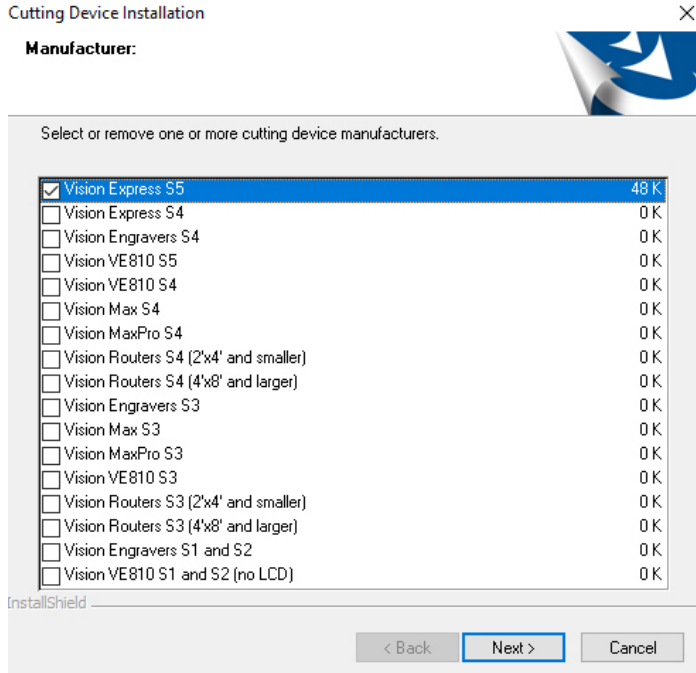 Cutting Device Installation
Manufacturer:
Select or remove one or more cutting device manufacturers.
Vision Express S5 48 K
Vision Express S4 0 K
Vision Engravers S4 0 K
Vision VE810 S5 0 K
Vision VE810 S4 0 K
Vision Max S4 0 K
Vision MaxPro S4 0 K
Vision Routers S4 (2'x4' and smaller) 0 K
Vision Routers S4 (4'x8' and larger) 0 K
Vision Engravers S3 0 K
Vision Max S3 0 K
Vision MaxPro S3 0 K
Vision VE810 S3 0 K
Vision Routers S3 (2'x4' and smaller) 0 K
Vision Routers S3 (4'x8' and larger) 0 K
Vision Engravers S1 and S2 0 K
Vision VE810 S1 and S2 (no LCD) 0 K
InstallShield
< Back Next > Cancel